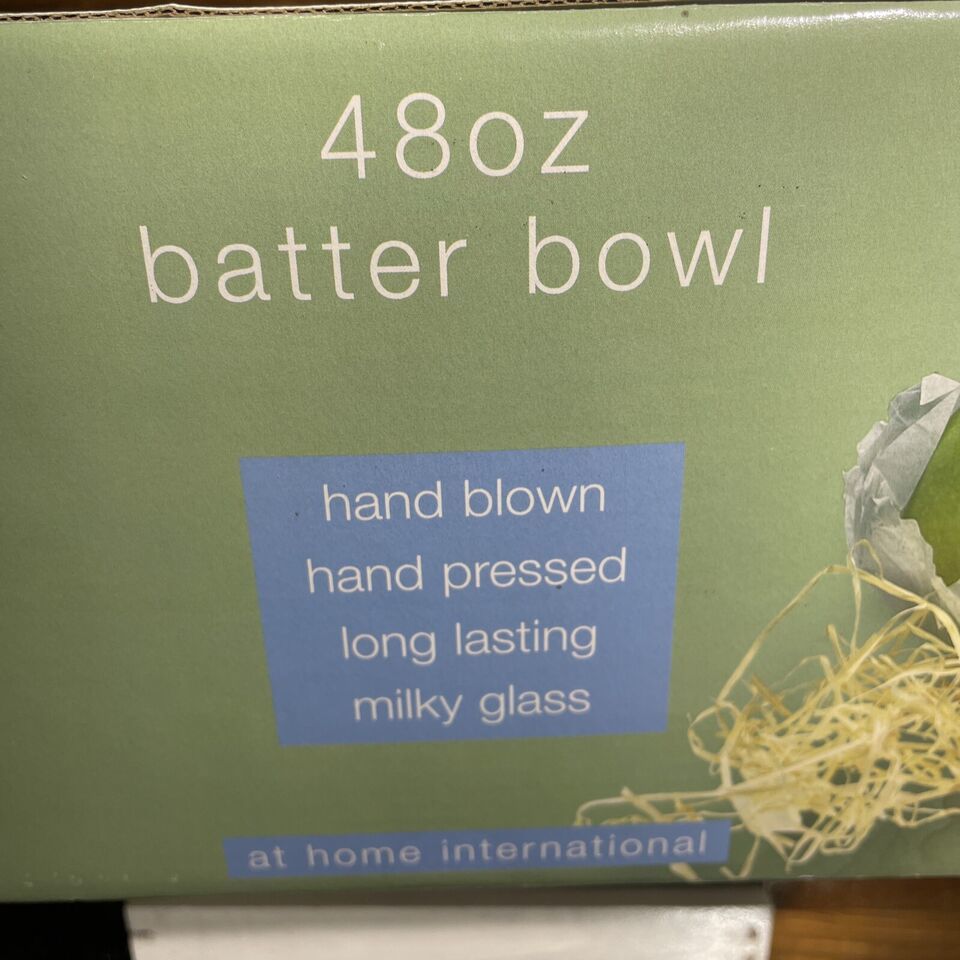 48oz
batter bowl
hand blown
hand pressed
long lasting
milky glass
at home international